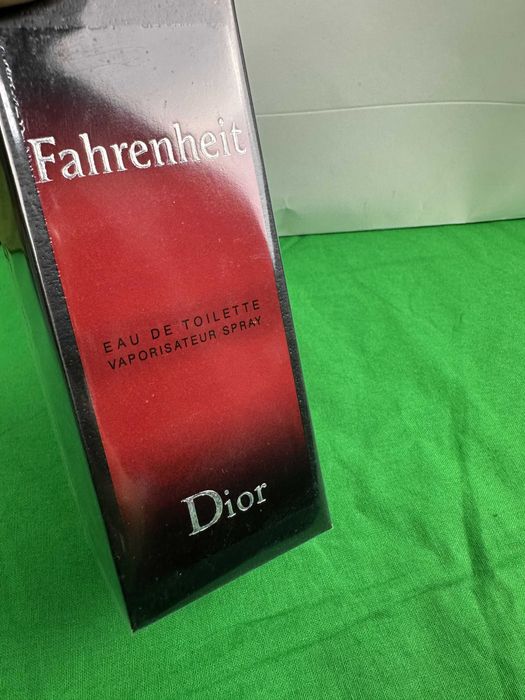 Fahrenheit
EAU DE TOILETTE
VAPORISATEUR SPRAY
Dior